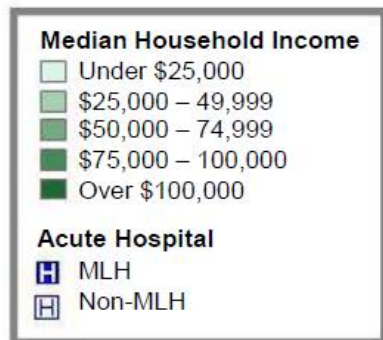 Median Household Income
Under $25,000
$25,000 – 49,999
$50,000 – 74,999
$75,000 – 100,000
Over $100,000
Acute Hospital
H MLH
H Non-MLH